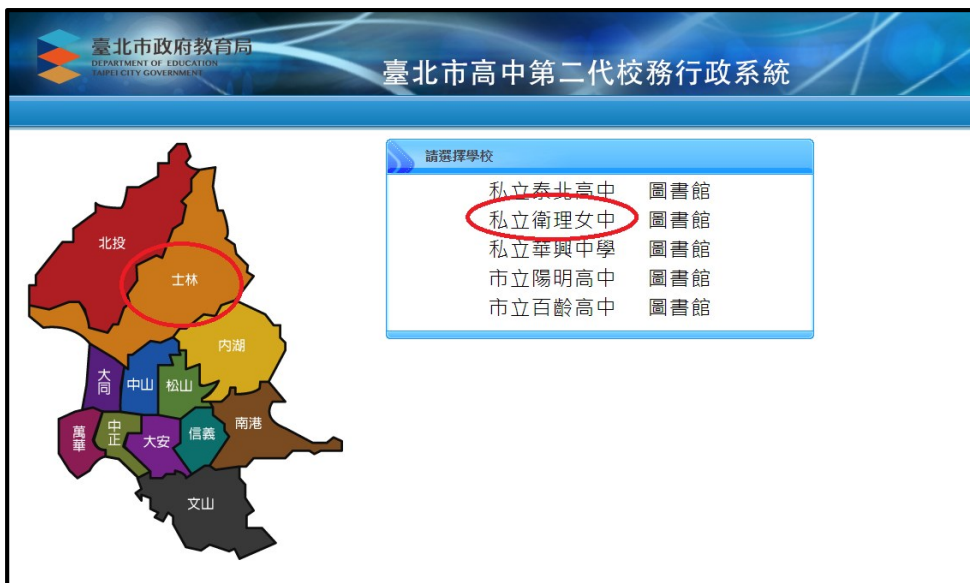 臺北市政府教育局
DEPARTMENT OF EDUCATION
TAIPEI CITY GOVERNMENT
臺北市高中第二代校務行政系統
請選擇學校
私立泰北高中 圖書館
私立衛理女中 圖書館
私立華興中學 圖書館
市立陽明高中 圖書館
市立百齡高中 圖書館
北投
士林
內湖
大同
中山
松山
南港
萬華
中正
大安
信義
文山